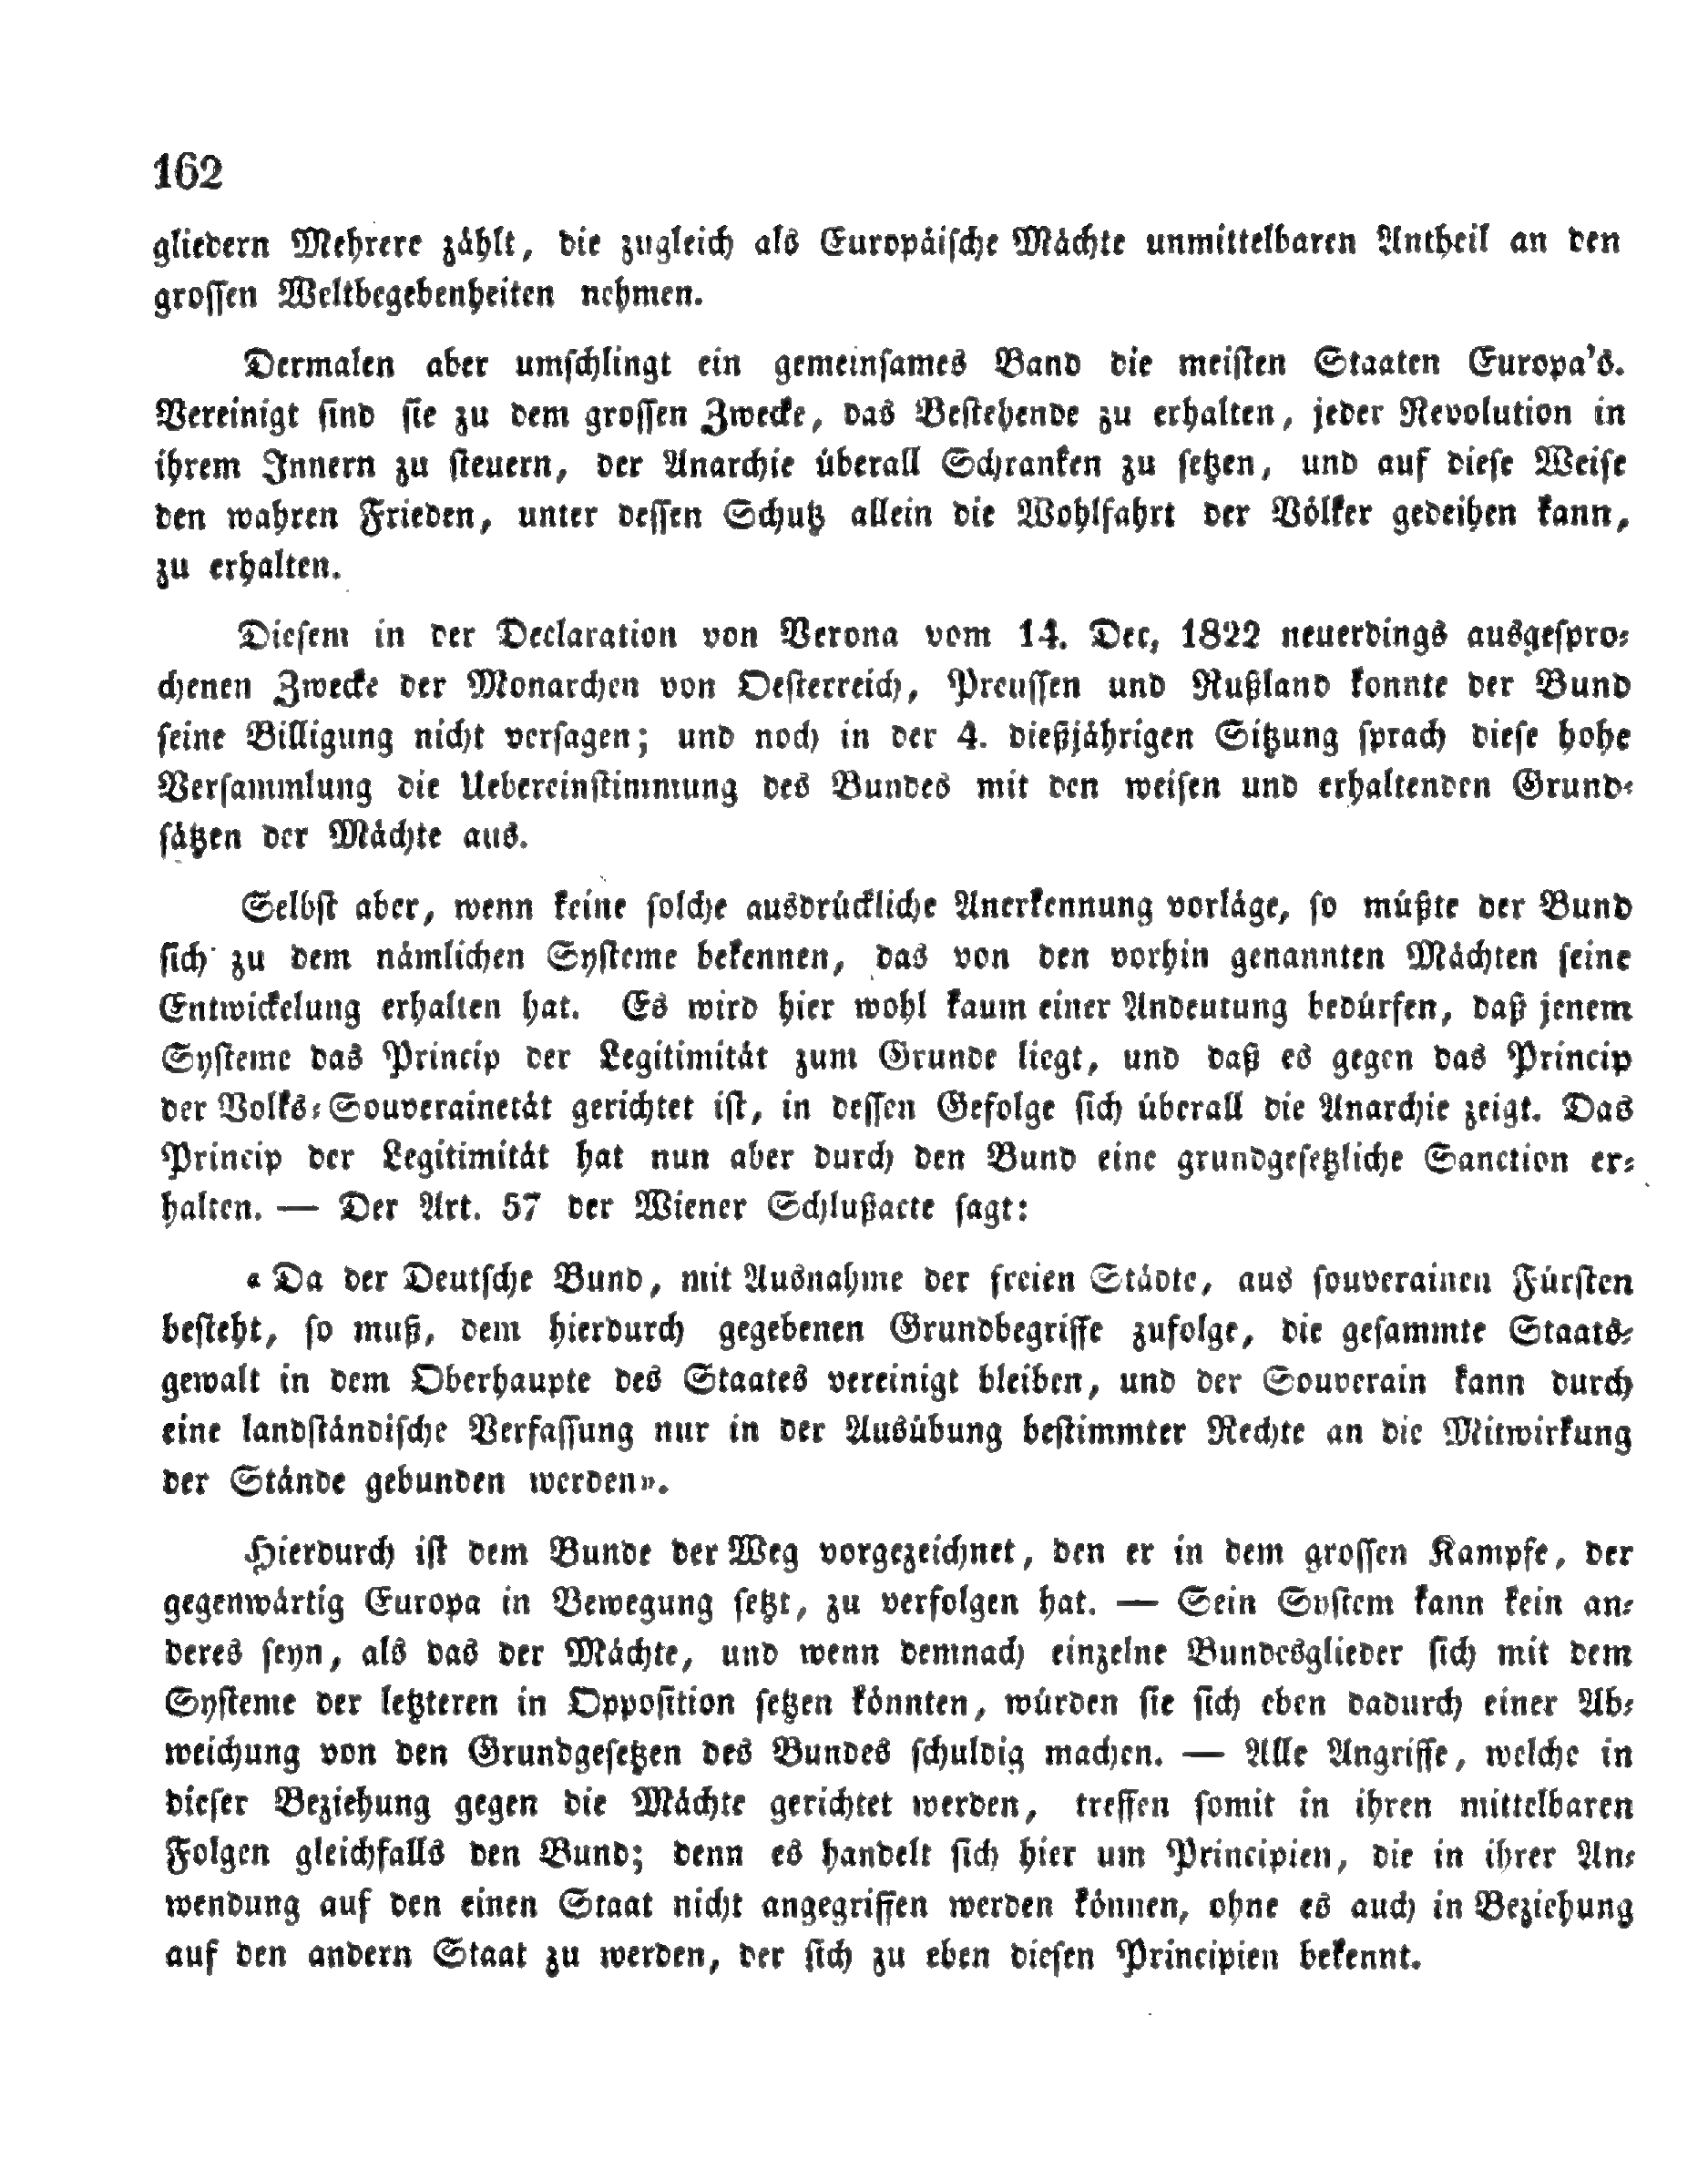 162
gliedern Mehrere zählt, die zugleich als Europäische Mächte unmittelbaren Antheil an den
grossen Weltbegebenheiten nehmen.
Dermalen aber umschlingt ein gemeinsames Band die meisten Staaten Europa's.
Vereinigt sind sie zu dem grossen Zwecke, das Bestehende zu erhalten, jeder Revolution in
ihrem Innern zu steuern, der Anarchie überall Schranken zu setzen, und auf diese Weise
den wahren Frieden, unter dessen Schutz allein die Wohlfahrt der Völker gedeihen kann,
zu erhalten.
Diesem in der Declaration von Verona vom 14. Dec, 1822 neuerdings ausgespro-
chenen Zwecke der Monarchen von Oesterreich, Preussen und Rußland konnte der Bund
seine Billigung nicht versagen; und noch in der 4. dießjährigen Sitzung sprach diese hohe
Versammlung die Uebereinstimmung des Bundes mit den weisen und erhaltenden Grund-
sätzen der Mächte aus.
Selbst aber, wenn keine solche ausdrückliche Anerkennung vorläge, so müßte der Bund
sich zu dem nämlichen Systeme bekennen, das von den vorhin genannten Mächten seine
Entwickelung erhalten hat. Es wird hier wohl kaum einer Andeutung bedürfen, daß jenem
Systeme das Princip der Legitimität zum Grunde liegt, und daß es gegen das Princip
der Volks-Souverainetät gerichtet ist, in dessen Gefolge sich überall die Anarchie zeigt. Das
Princip der Legitimität hat nun aber durch den Bund eine grundgesetzliche Sanction er-
halten. — Der Art. 57 der Wiener Schlußacte sagt:
«Da der Deutsche Bund, mit Ausnahme der freien Städte, aus souverainen Fürsten
besteht, so muß, dem hierdurch gegebenen Grundbegriffe zufolge, die gesammte Staats-
gewalt in dem Oberhaupte des Staates vereinigt bleiben, und der Souverain kann durch
eine landständische Verfassung nur in der Ausübung bestimmter Rechte an die Mitwirkung
der Stände gebunden werden».
Hierdurch ist dem Bunde der Weg vorgezeichnet, den er in dem grossen Kampfe, der
gegenwärtig Europa in Bewegung setzt, zu verfolgen hat. — Sein System kann kein an-
deres seyn, als das der Mächte, und wenn demnach einzelne Bundesglieder sich mit dem
Systeme der letzteren in Opposition setzen könnten, würden sie sich eben dadurch einer Ab-
weichung von den Grundgesetzen des Bundes schuldig machen. — Alle Angriffe, welche in
dieser Beziehung gegen die Mächte gerichtet werden, treffen somit in ihren mittelbaren
Folgen gleichfalls den Bund; denn es handelt sich hier um Principien, die in ihrer An-
wendung auf den einen Staat nicht angegriffen werden können, ohne es auch in Beziehung
auf den andern Staat zu werden, der sich zu eben diesen Principien bekennt.